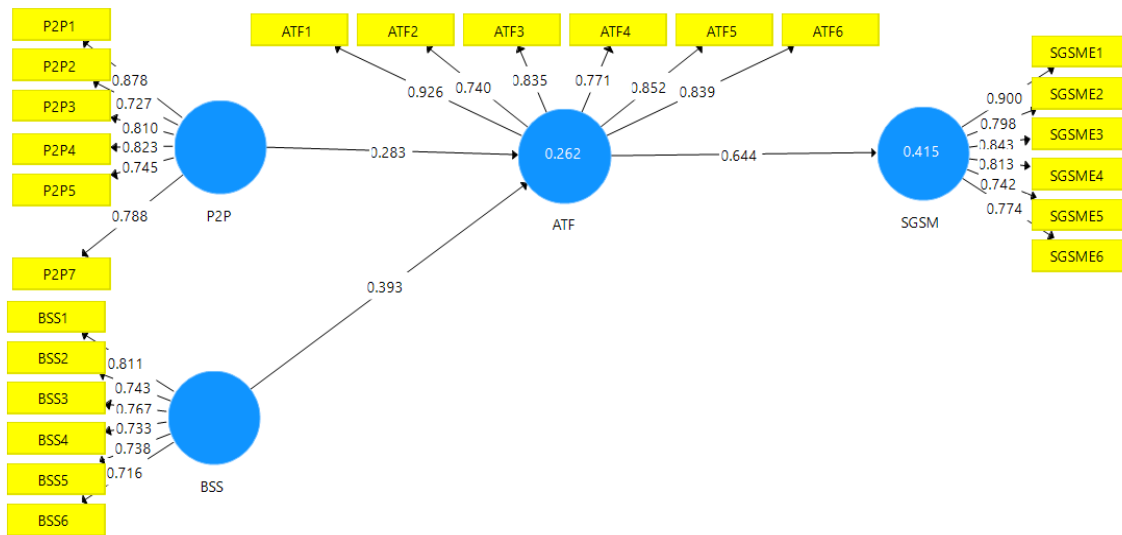 P2P1
P2P2
P2P3
P2P4
P2P5
P2P7
0.878
0.727
0.810
0.823
0.745
0.788
P2P
BSS1
BSS2
BSS3
BSS4
BSS5
BSS6
0.811
0.743
0.767
0.733
0.738
0.716
BSS
0.283
0.393
ATF1 ATF2 ATF3 ATF4 ATF5 ATF6
0.926 0.740 0.835 0.771 0.852 0.839
0.262
ATF
0.644
0.415
SGSM
0.900
0.798
0.843
0.813
0.742
0.774
SGSME1
SGSME2
SGSME3
SGSME4
SGSME5
SGSME6